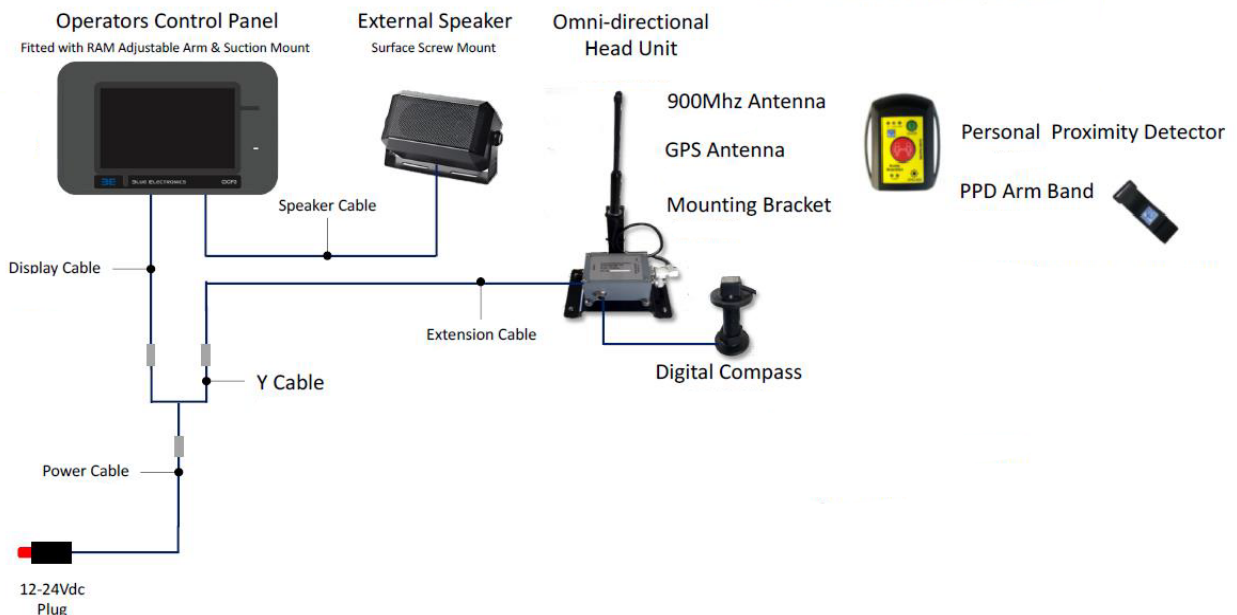 Operators Control Panel
Fitted with RAM Adjustable Arm & Suction Mount
External Speaker
Surface Screw Mount
Omni-directional
Head Unit
900Mhz Antenna
GPS Antenna
Mounting Bracket
Personal Proximity Detector
PPD Arm Band
BLUE ELECTRONICS
Speaker Cable
Display Cable
Extension Cable
Digital Compass
Y Cable
Power Cable
12-24Vdc
Plug